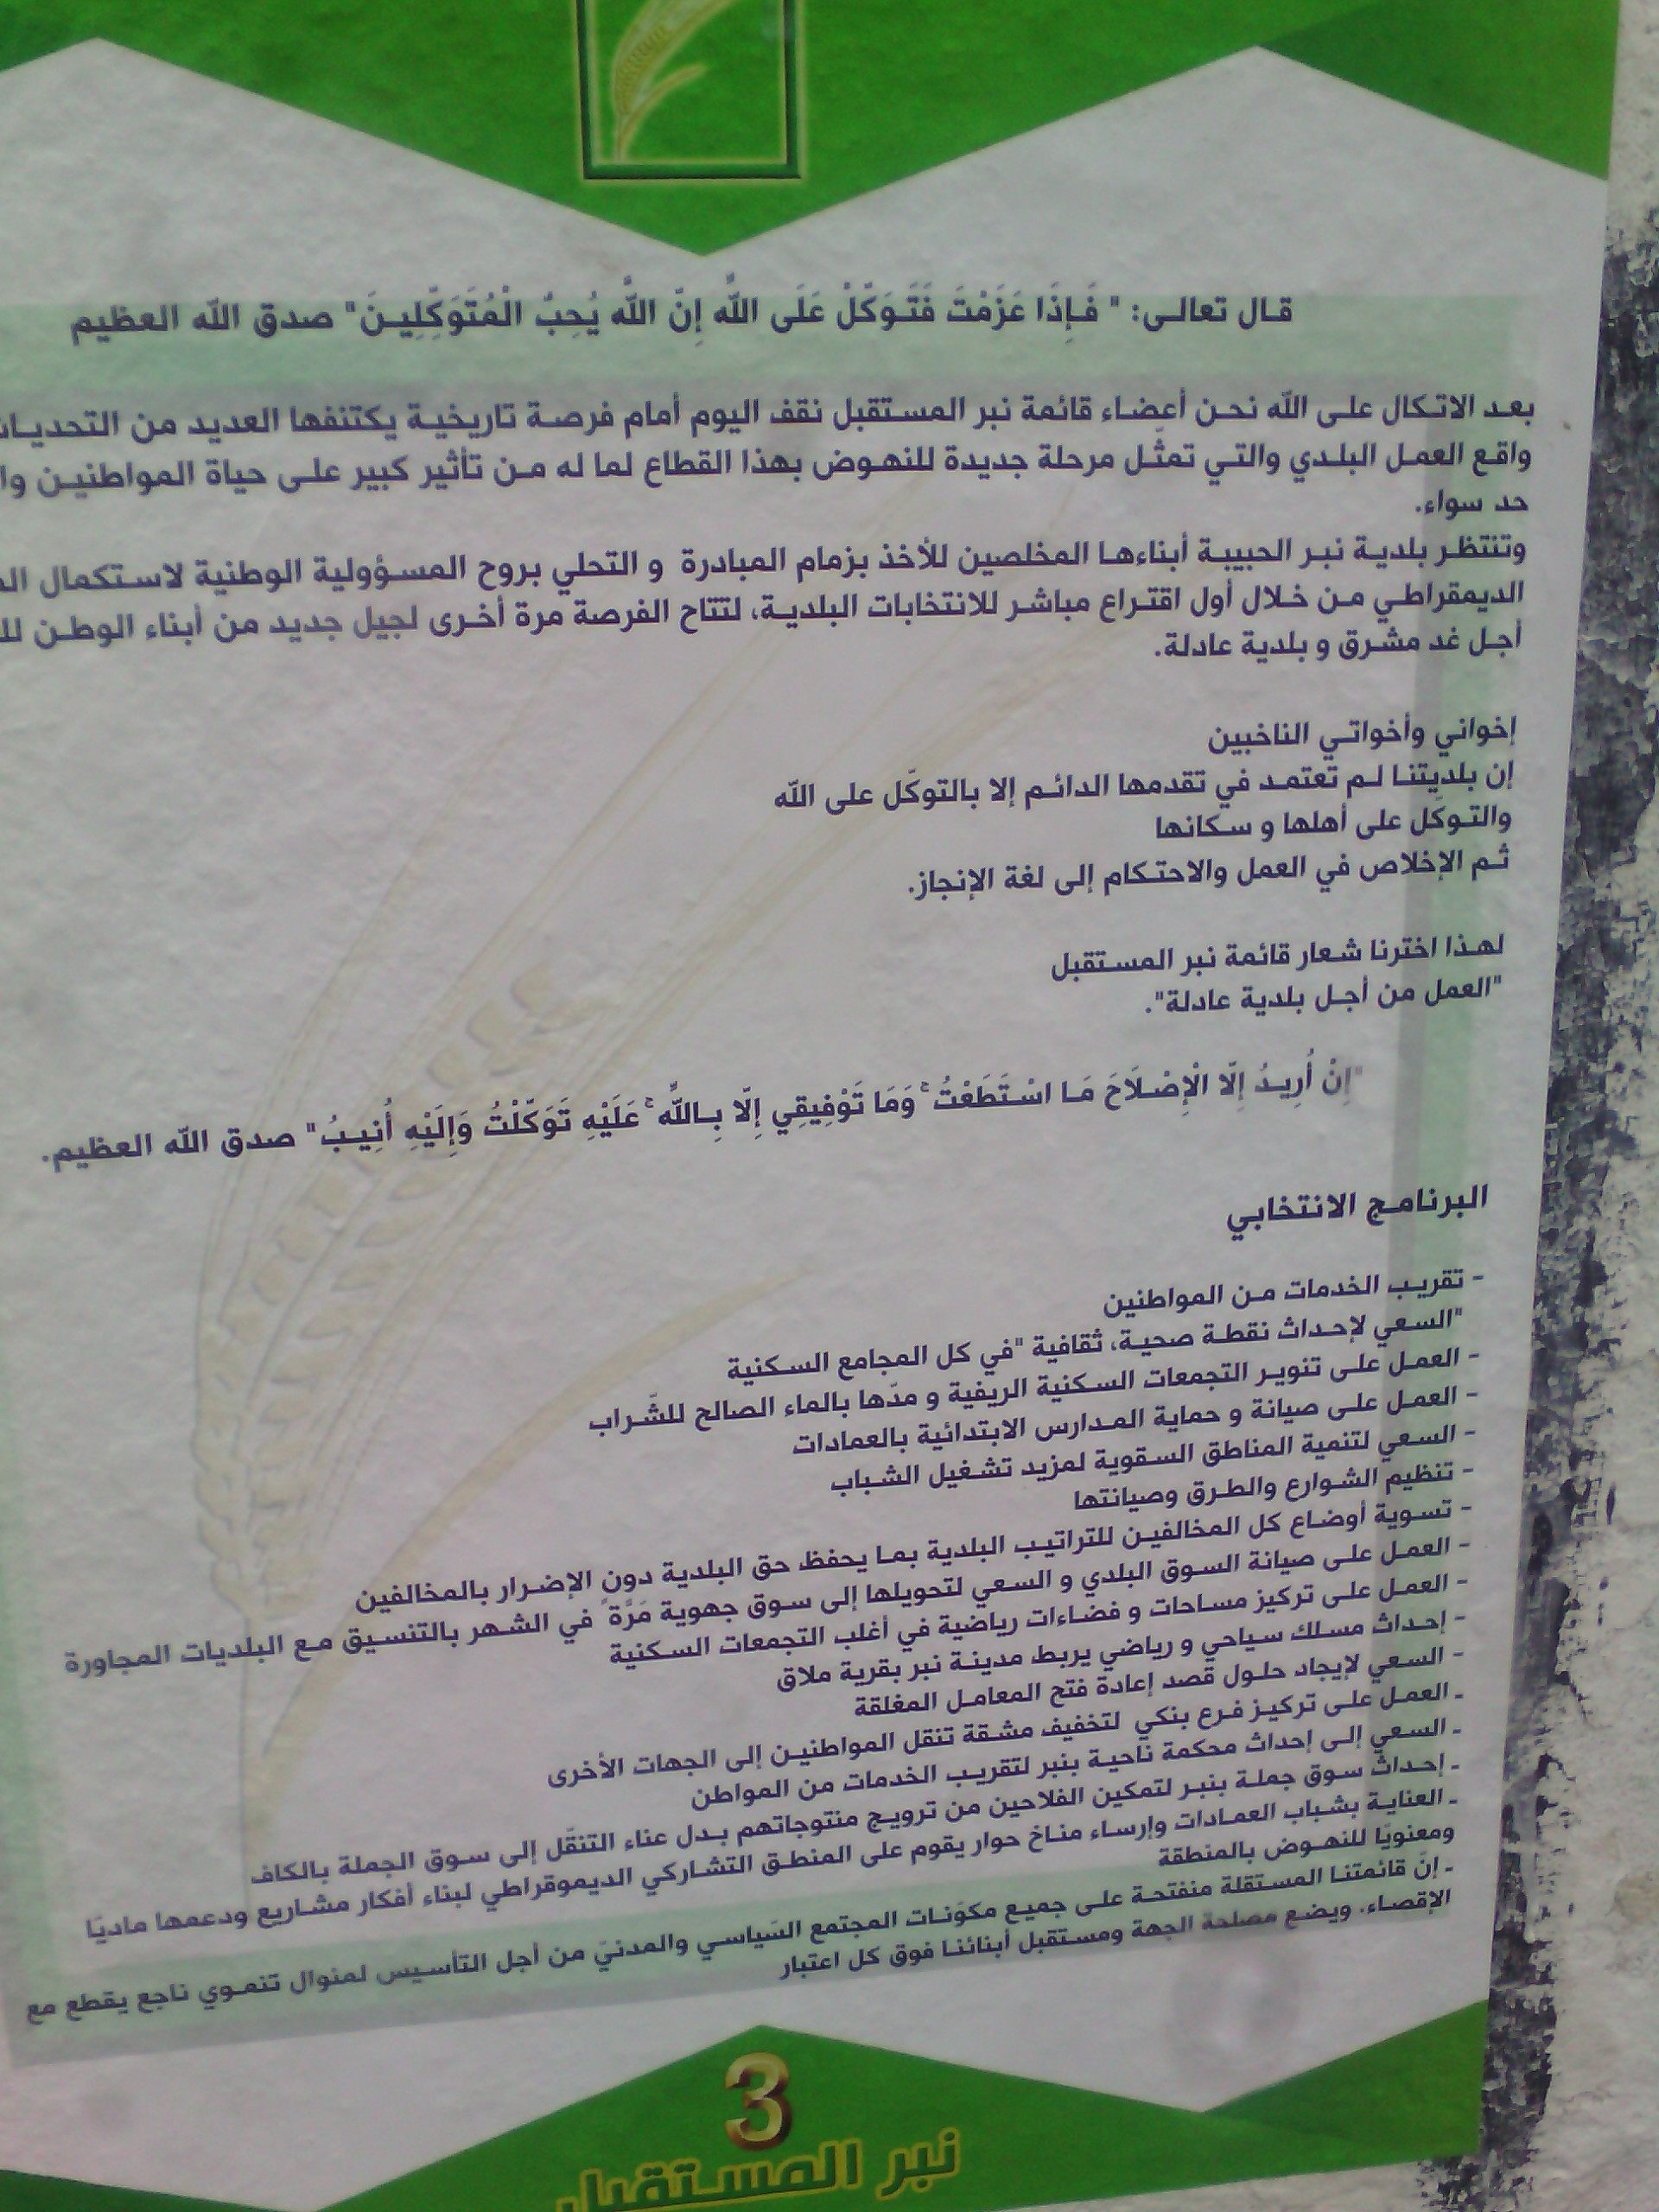 قال تعالى: " فَإِذَا عَزَمْتَ فَتَوَكّلْ عَلَى اللَّه إِنّ اللَّه يُحِبّ الْمُتَوَكِّلِينَ" صدق الله العظيم
بعد الاتكال على الله نحن أعضاء قائمة نبر المستقبل نقف اليوم أمام فرصة تاريخية يكتنفها العديد من
واقع العمل البلدي والتي تمثّل مرحلة جديدة للنهوض بهذا القطاع لما له من تأثير كبير على حياة المواطنين
حد سواء.
وتنتظر بلدية نبر الحبيبة أبناءها المخلصين للأخذ بزمام المبادرة و التحلي بروح المسؤولية الوطنية لاستكمال
الديمقراطي من خلال أول اقتراع مباشر للانتخابات البلدية، لتتاح الفرصة مرة أخرى لجيل جديد من أبناء الوطن
أجل غد مشرق و بلدية عادلة.
إخواني وأخواتي الناخبين
إن بلديتنا لم تعتمد في تقدمها الدائم إلا بالتوكّل على الله
والتوكل على أهلها و سكانها
ثم الإخلاص في العمل والاحتكام إلى لغة الإنجاز.
لهذا اخترنا شعار قائمة نبر المستقبل
"العمل من أجل بلدية عادلة".
"إِنْ أُرِيدُ إِلّا الْإِصْلَاحَ مَا اسْتَطَعْتُ ۚ وَمَا تَوْفِيقِي إِلّا بِاللَّه ۚ عَلَيْهِ تَوَكّلْتُ وَإِلَيْهِ أُنِيبُ" صدق الله العظيم.
البرنامج الانتخابي
- تقريب الخدمات من المواطنين
"السعي لإحداث نقطة صحية، ثقافية "في كل المجامع السكنية
- العمل على تنوير التجمعات السكنية الريفية و مدّها بالماء الصالح للشّراب
- العمل على صيانة و حماية المدارس الابتدائية بالعمادات
- السعي لتنمية المناطق السقوية لمزيد تشغيل الشباب
- تنظيم الشوارع والطرق وصيانتها
- تسوية أوضاع كل المخالفين للتراتيب البلدية بما يحفظ حق البلدية دون الإضرار بالمخالفين
- العمل على صيانة السوق البلدي و السعي لتحويلها إلى سوق جهوية مَرَّة في الشهر بالتنسيق مع البلديات المجاورة
- العمل على تركيز مساحات و فضاءات رياضية في أغلب التجمعات السكنية
- إحداث مسلك سياحي و رياضي يربط مدينة نبر بقرية ملاق
- السعي لإيجاد حلول قصد إعادة فتح المعامل المغلقة
- العمل على تركيز فرع بنكي لتخفيف مشقة تنقل المواطنين إلى الجهات الأخرى
- السعي إلى إحداث محكمة ناحية بنبر لتقريب الخدمات من المواطن
- إحداث سوق جملة بنبر لتمكين الفلاحين من ترويج منتوجاتهم بدل عناء التنقّل إلى سوق الجملة بالكاف
- العناية بشباب العمادات وإرساء مناخ حوار يقوم على المنطق التشاركي الديموقراطي لبناء أفكار مشاريع ودعمها ماديًا
ومعنويًا للنهوض بالمنطقة
- إنّ قائمتنا المستقلة منفتحة على جميع مكوّنات المجتمع السّياسي والمدنيّ من أجل التأسيس لمنوال تنموي ناجع يقطع مع
الإقصاء. ويضع مصلحة الجهة ومستقبل أبنائنا فوق كل اعتبار
3
نبر المستقبل